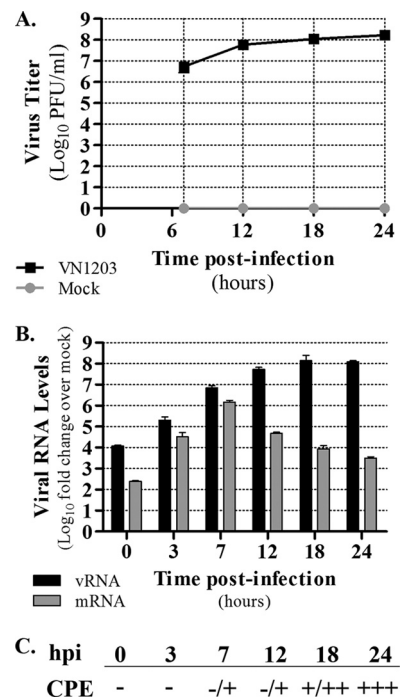 A.
Virus Titer
(Log10 PFU/ml)
9
8
7
6
5
4
3
2
1
0
0 6 12 18 24
Time post-infection
(hours)
VN1203
Mock
B.
Viral RNA Levels
(Log10 fold change over mock)
9
8
7
6
5
4
3
2
1
0
0 3 7 12 18 24
Time post-infection
(hours)
vRNA
mRNA
C. hpi 0 3 7 12 18 24
CPE - - -/+ -/+ +/++ +++